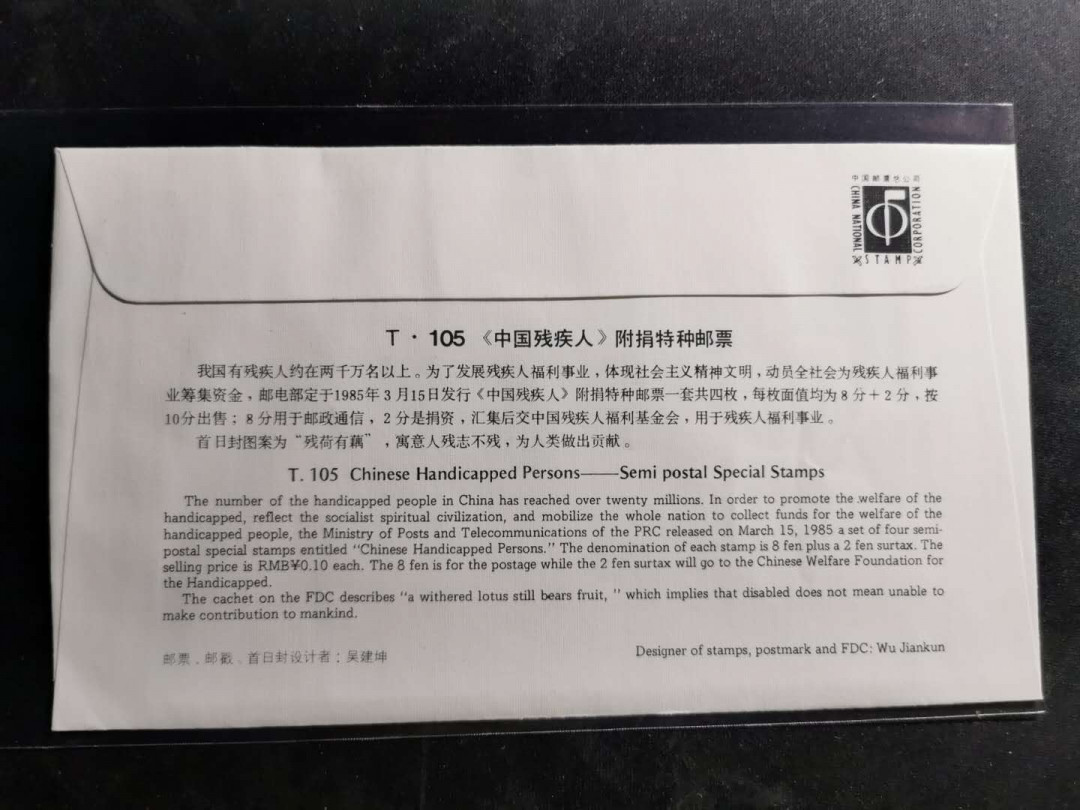 中国邮票总公司
CHINA NATIONAL
STAMP
CORPORATION
T·105《中国残疾人》附捐特种邮票
我国有残疾人约在两千万名以上。为了发展残疾人福利事业，体现社会主义精神文明，动员全社会为残疾人福利事
业筹集资金，邮电部定于1985年3月15日发行《中国残疾人》附捐特种邮票一套共四枚，每枚面值均为8分＋2分，按
10分出售；8分用于邮政通信，2分是捐资，汇集后交中国残疾人福利基金会，用于残疾人福利事业。
首日封图案为“残荷有藕”，寓意人残志不残，为人类做出贡献。
T. 105 Chinese Handicapped Persons——Semi postal Special Stamps
The number of the handicapped people in China has reached over twenty millions. In order to promote the welfare of the
handicapped, reflect the socialist spiritual civilization, and mobilize the whole nation to collect funds for the welfare of the
handicapped people, the Ministry of Posts and Telecommunications of the PRC released on March 15, 1985 a set of four semi-
postal special stamps entitled "Chinese Handicapped Persons." The denomination of each stamp is 8 fen plus a 2 fen surtax. The
selling price is RMB¥0.10 each. The 8 fen is for the postage while the 2 fen surtax will go to the Chinese Welfare Foundation for
the Handicapped.
The cachet on the FDC describes "a withered lotus still bears fruit, " which implies that disabled does not mean unable to
make contribution to mankind.
邮票、邮戳、首日封设计者：吴建坤
Designer of stamps, postmark and FDC: Wu Jiankun